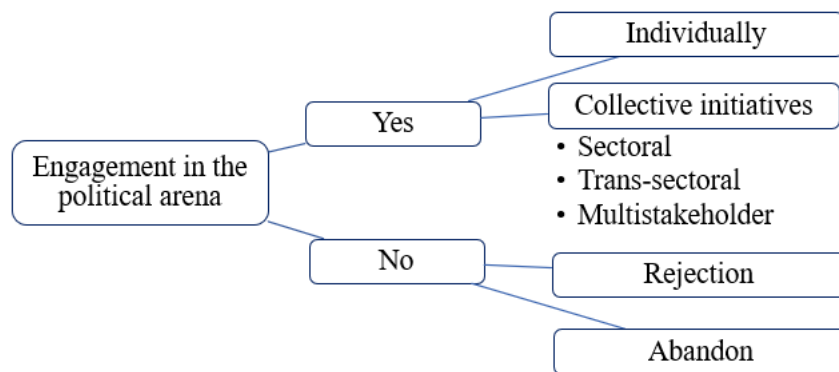 Engagement in the
political arena
Yes
Individually
Collective initiatives
• Sectoral
• Trans-sectoral
• Multistakeholder
No
Rejection
Abandon